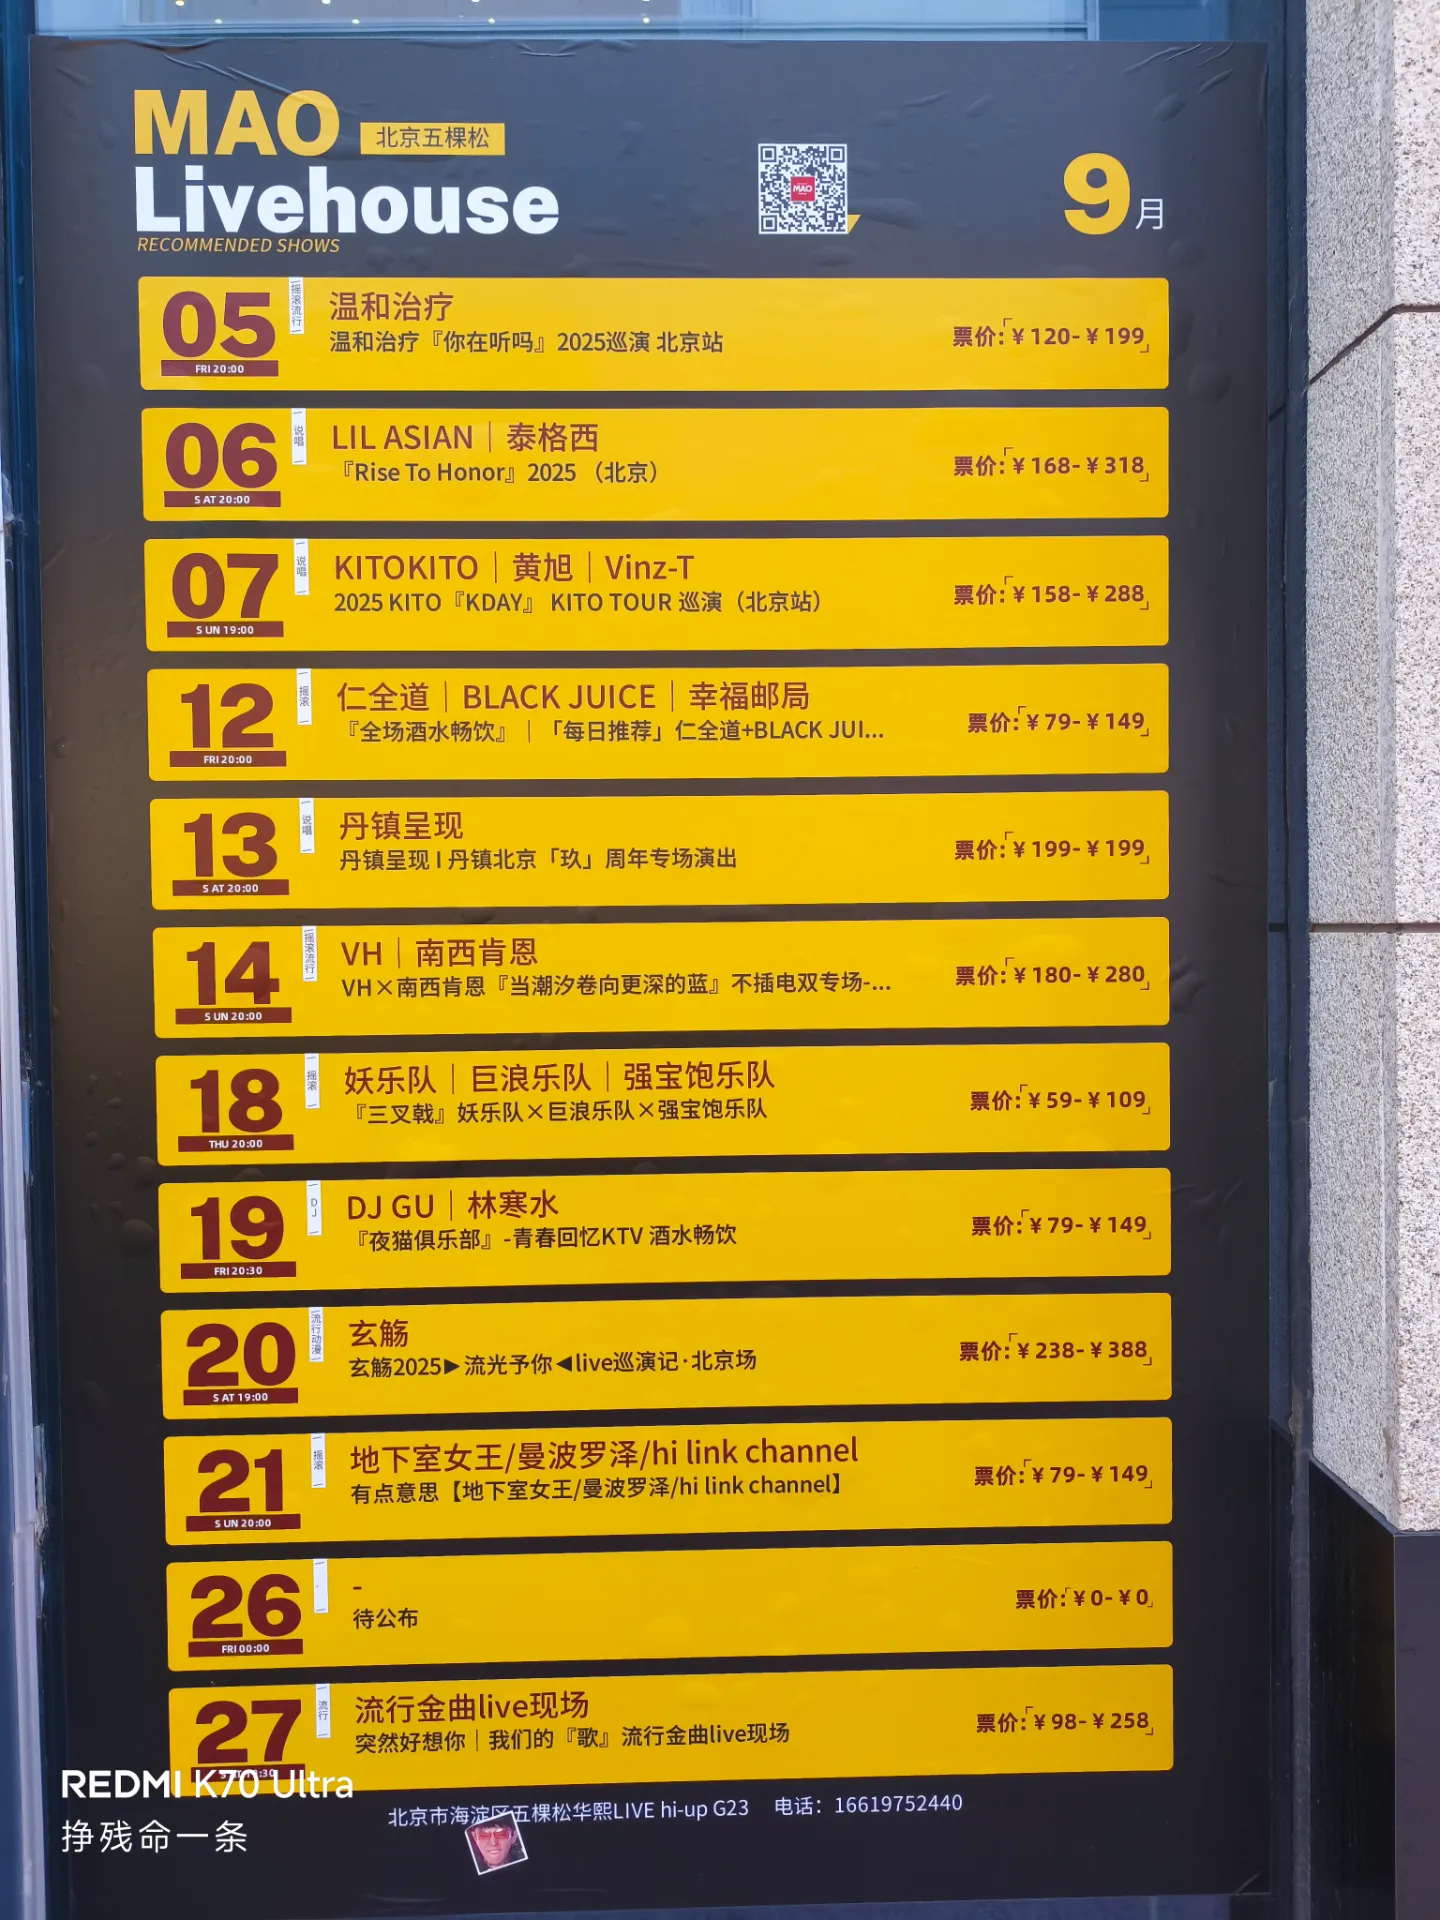 MAO
北京五棵松
Livehouse
RECOMMENDED SHOWS
MAO
9月
05
FRI 20:00
摇滚流行
温和治疗
温和治疗『你在听吗』2025巡演 北京站
票价:「¥120-¥199」
06
SAT 20:00
说唱
LIL ASIAN｜泰格西
『Rise To Honor』2025 （北京）
票价:「¥168-¥318」
07
SUN 19:00
说唱
KITOKITO｜黄旭｜Vinz-T
2025 KITO『KDAY』 KITO TOUR 巡演（北京站）
票价:「¥158-¥288」
12
FRI 20:00
摇滚
仁全道｜BLACK JUICE｜幸福邮局
『全场酒水畅饮』｜「每日推荐」仁全道+BLACK JUI...
票价:「¥79-¥149」
13
SAT 20:00
说唱
丹镇呈现
丹镇呈现 I 丹镇北京「玖」周年专场演出
票价:「¥199-¥199」
14
SUN 20:00
摇滚流行
VH｜南西肯恩
VH×南西肯恩『当潮汐卷向更深的蓝』不插电双专场-...
票价:「¥180-¥280」
18
THU 20:00
摇滚
妖乐队｜巨浪乐队｜强宝饱乐队
『三叉戟』妖乐队×巨浪乐队×强宝饱乐队
票价:「¥59-¥109」
19
FRI 20:30
DJ
DJ GU｜林寒水
『夜猫俱乐部』-青春回忆KTV 酒水畅饮
票价:「¥79-¥149」
20
SAT 19:00
流行动漫
玄觞
玄觞2025▶流光予你◀live巡演记·北京场
票价:「¥238-¥388」
21
SUN 20:00
摇滚
地下室女王/曼波罗泽/hi link channel
有点意思【地下室女王/曼波罗泽/hi link channel】
票价:「¥79-¥149」
26
FRI 00:00
-
待公布
票价:「¥0-¥0」
27
流行
流行金曲live现场
突然好想你｜我们的『歌』流行金曲live现场
票价:「¥98-¥258」
北京市海淀区五棵松华熙LIVE hi-up G23 电话：16619752440
REDMI K70 Ultra
挣残命一条